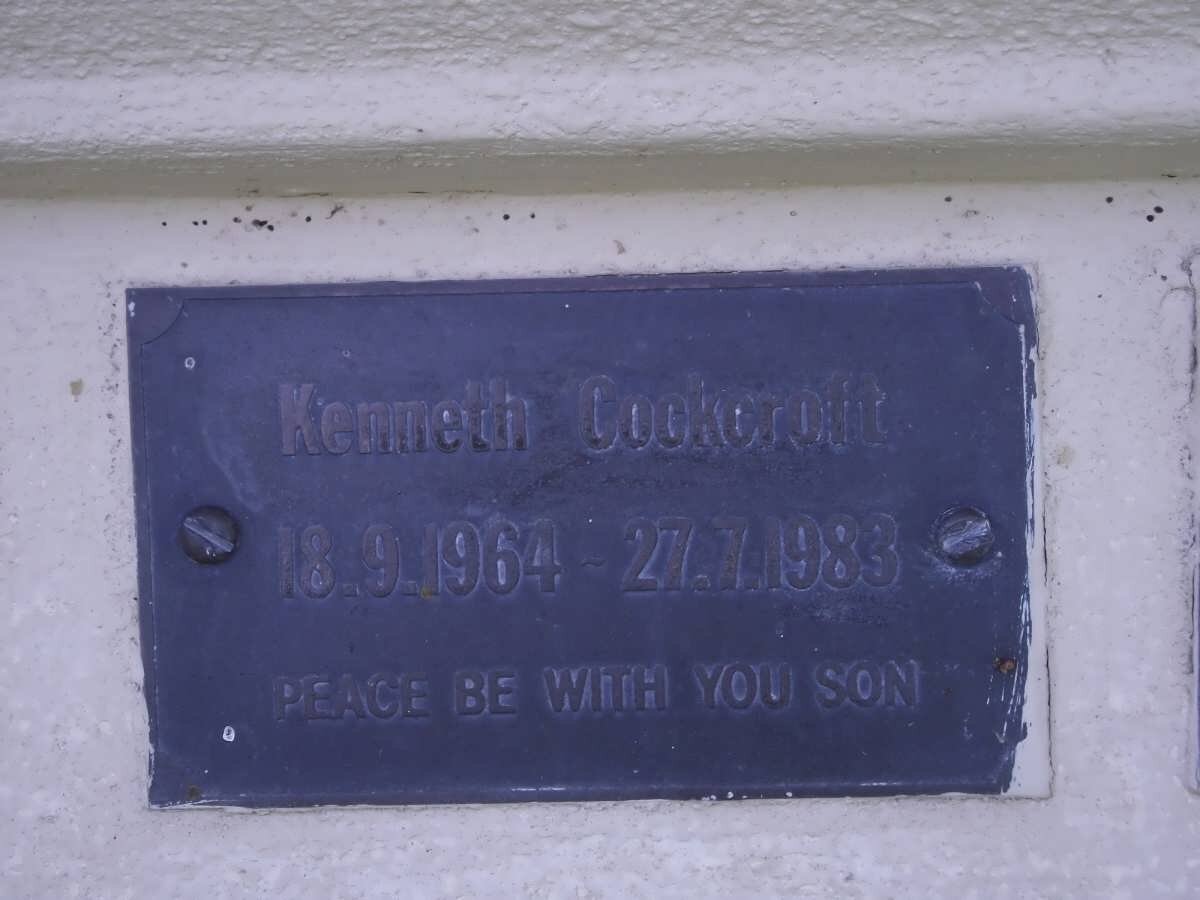 Kenneth Cockcroft
18.9.1964 - 27.7.1983
PEACE BE WITH YOU SON